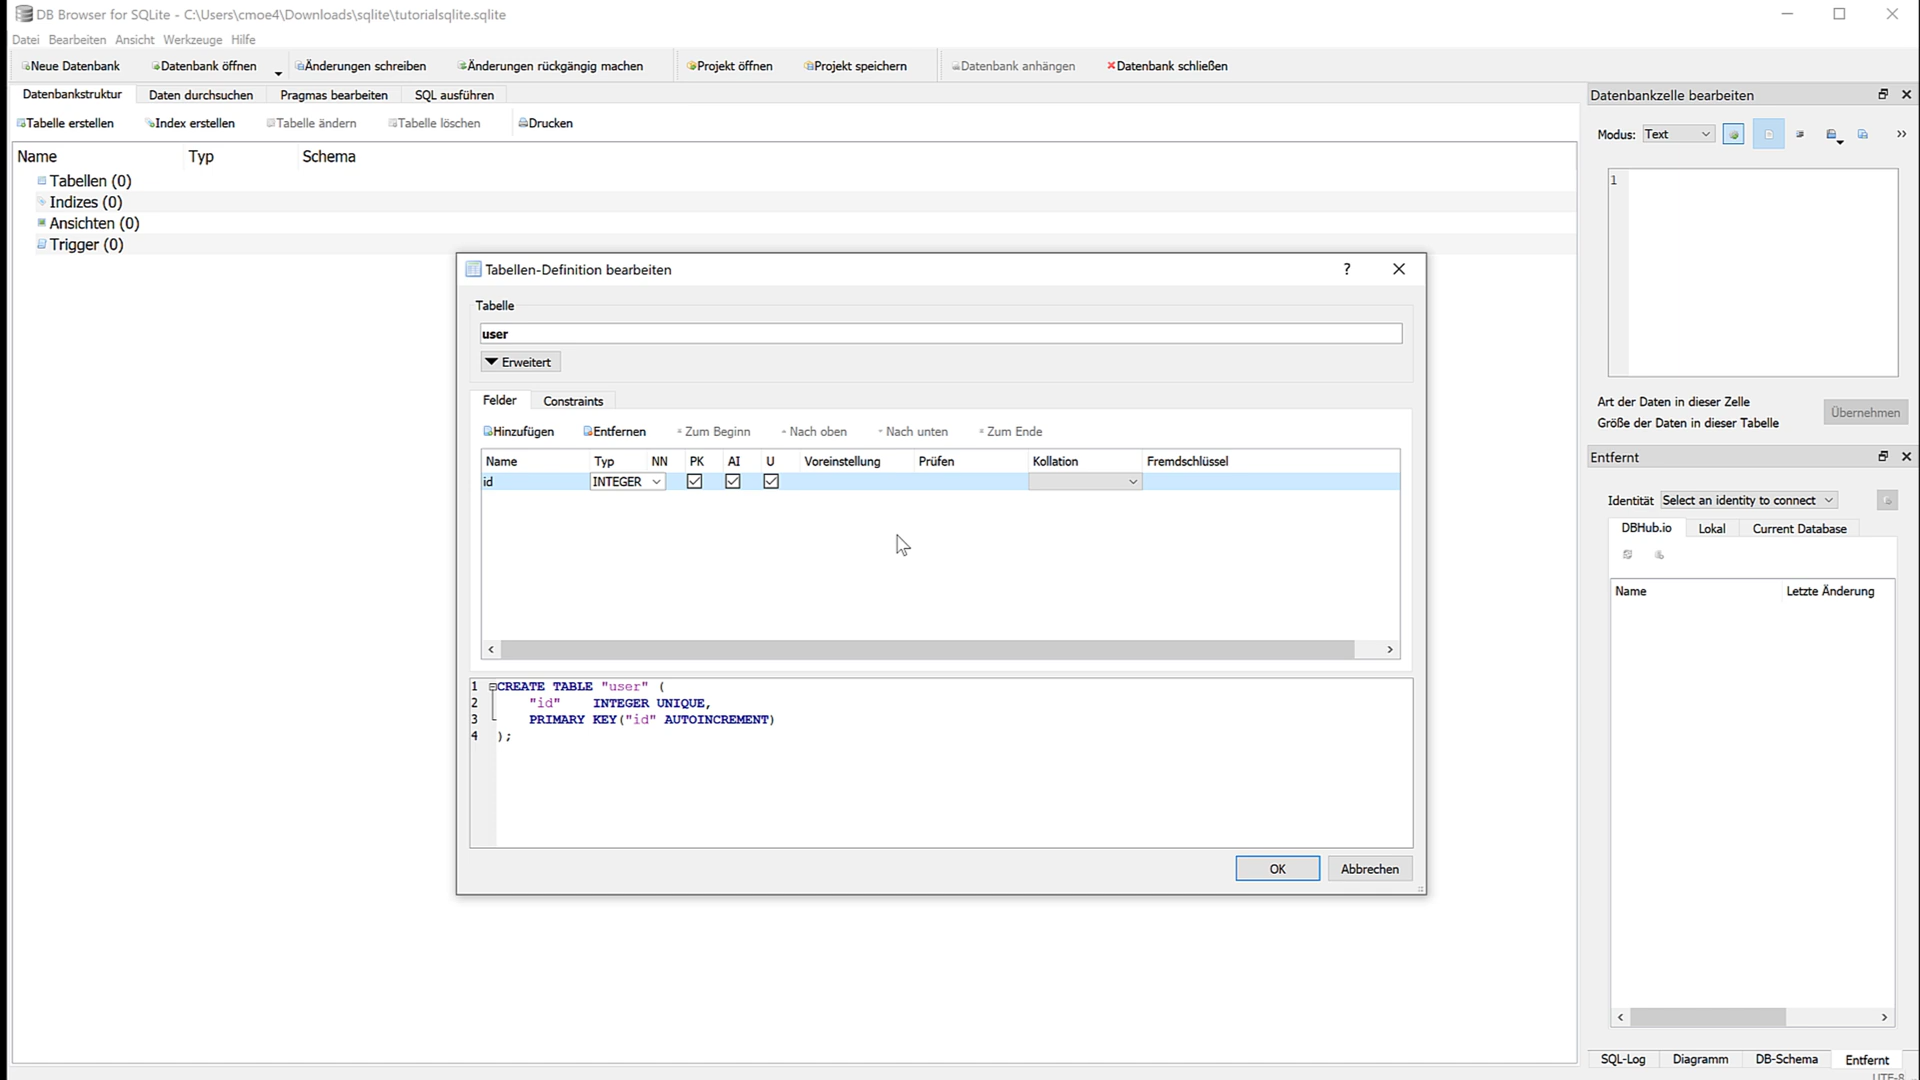 DB Browser for SQLite - C:\Users\cmoe4\Downloads\sqlite\tutorialsqlite.sqlite
Datei Bearbeiten Ansicht Werkzeuge Hilfe
Neue Datenbank Datenbank öffnen Änderungen schreiben Änderungen rückgängig machen Projekt öffnen Projekt speichern Datenbank anhängen Datenbank schließen
Datenbankstruktur Daten durchsuchen Pragmas bearbeiten SQL ausführen
Tabelle erstellen Index erstellen Tabelle ändern Tabelle löschen Drucken
Name Typ Schema
Tabellen (0)
Indizes (0)
Ansichten (0)
Trigger (0)
Tabellen-Definition bearbeiten ?
Tabelle
user
Erweitert
Felder Constraints
Hinzufügen Entfernen Zum Beginn Nach oben Nach unten Zum Ende
Name Typ NN PK AI U Voreinstellung Prüfen Kollation Fremdschlüssel
id INTEGER
1 CREATE TABLE "user" (
2 "id" INTEGER UNIQUE,
3 PRIMARY KEY("id" AUTOINCREMENT)
4 );
OK Abbrechen
Datenbankzelle bearbeiten
Modus: Text
1
Art der Daten in dieser Zelle
Größe der Daten in dieser Tabelle
Übernehmen
Entfernt
Identität Select an identity to connect
DBHub.io Lokal Current Database
Name Letzte Änderung
SQL-Log Diagramm DB-Schema Entfernt
UTF-8